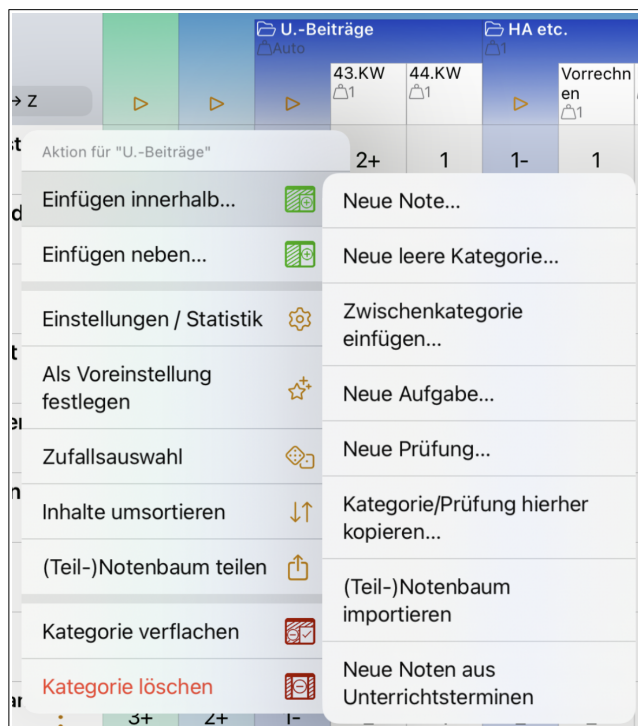 U.-Beiträge
HA etc.
Auto
1
43.KW
44.KW
Vorrechn
en
1
1
1
→ Z
Aktion für "U.-Beiträge"
2+
1
1-
1
Einfügen innerhalb...
Einfügen neben...
Einstellungen / Statistik
Als Voreinstellung
festlegen
Zufallsauswahl
Inhalte umsortieren
(Teil-)Notenbaum teilen
Kategorie verflachen
Kategorie löschen
Neue Note...
Neue leere Kategorie...
Zwischenkategorie
einfügen...
Neue Aufgabe...
Neue Prüfung...
Kategorie/Prüfung hierher
kopieren...
(Teil-)Notenbaum
importieren
Neue Noten aus
Unterrichtsterminen
3+
2+